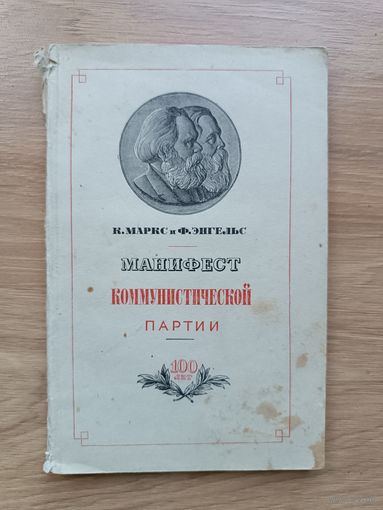 К. МАРКС и Ф. ЭНГЕЛЬС
МАНИФЕСТ
КОММУНИСТИЧЕСКОЙ
ПАРТИИ
100
ЛЕТ